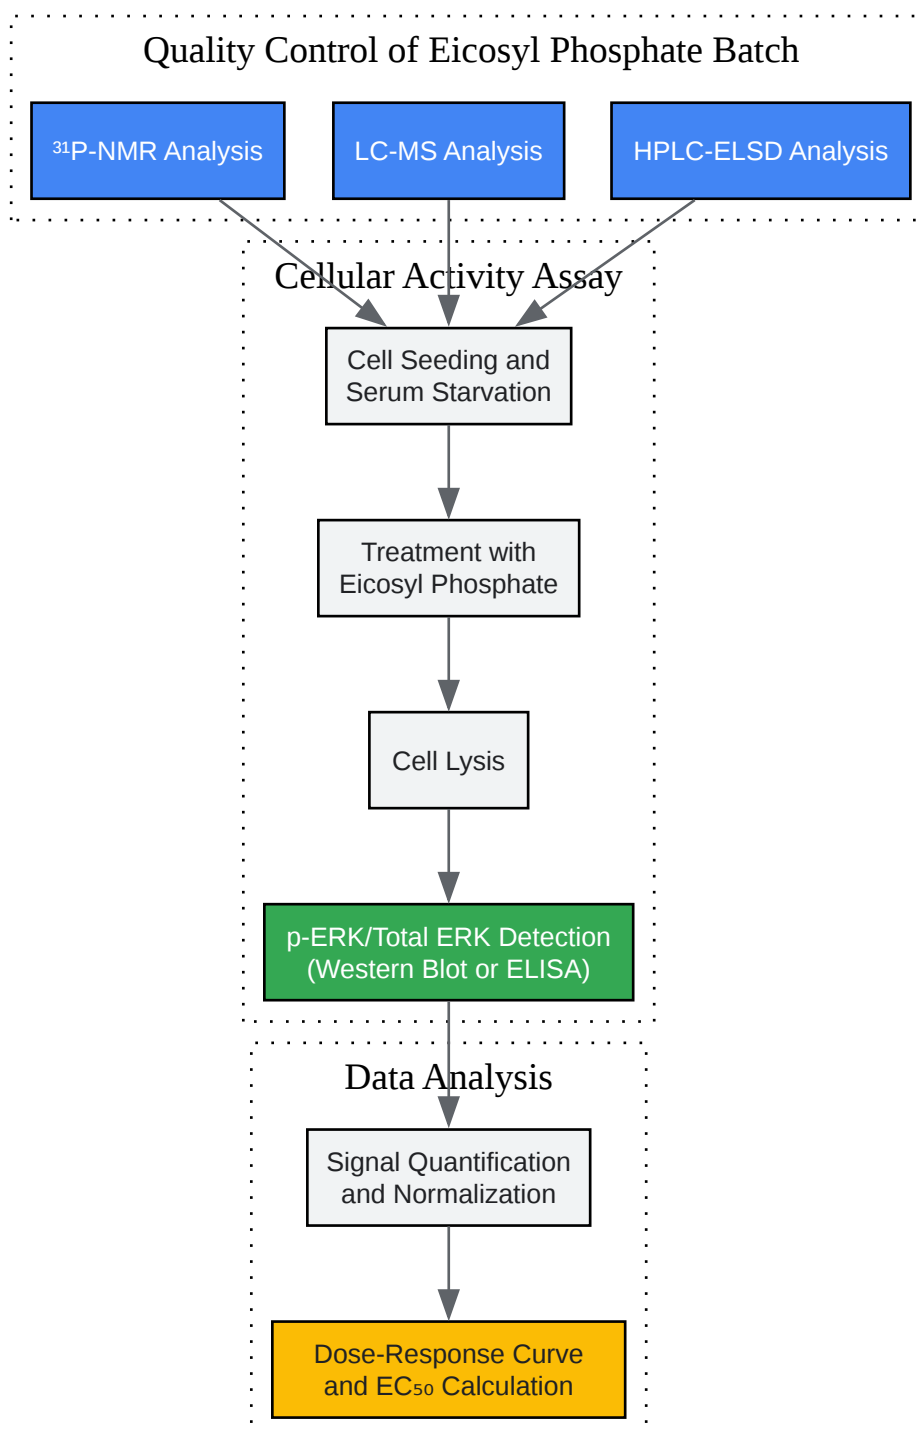 Quality Control of Eicosyl Phosphate Batch
³¹P-NMR Analysis
LC-MS Analysis
HPLC-ELSD Analysis
Cellular Activity Assay
Cell Seeding and
Serum Starvation
Treatment with
Eicosyl Phosphate
Cell Lysis
p-ERK/Total ERK Detection
(Western Blot or ELISA)
Data Analysis
Signal Quantification
and Normalization
Dose-Response Curve
and EC₅₀ Calculation